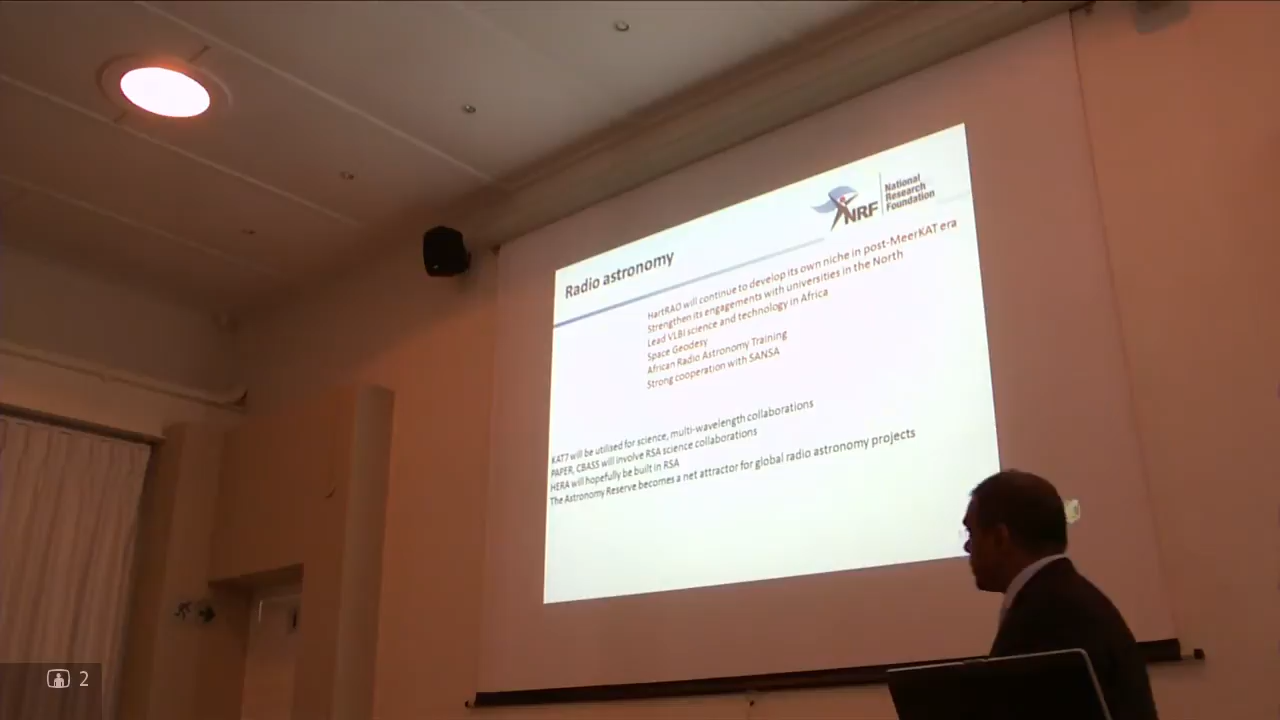 NRF
National
Research
Foundation
Radio astronomy
HartRAO will continue to develop its own niche in post-MeerKAT era
Strengthen its engagements with universities in the North
Lead VLBI science and technology in Africa
Space Geodesy
African Radio Astronomy Training
Strong cooperation with SANSA
KAT7 will be utilised for science, multi-wavelength collaborations
PAPER, CBASS will involve RSA science collaborations
HERA will hopefully be built in RSA
The Astronomy Reserve becomes a net attractor for global radio astronomy projects
2